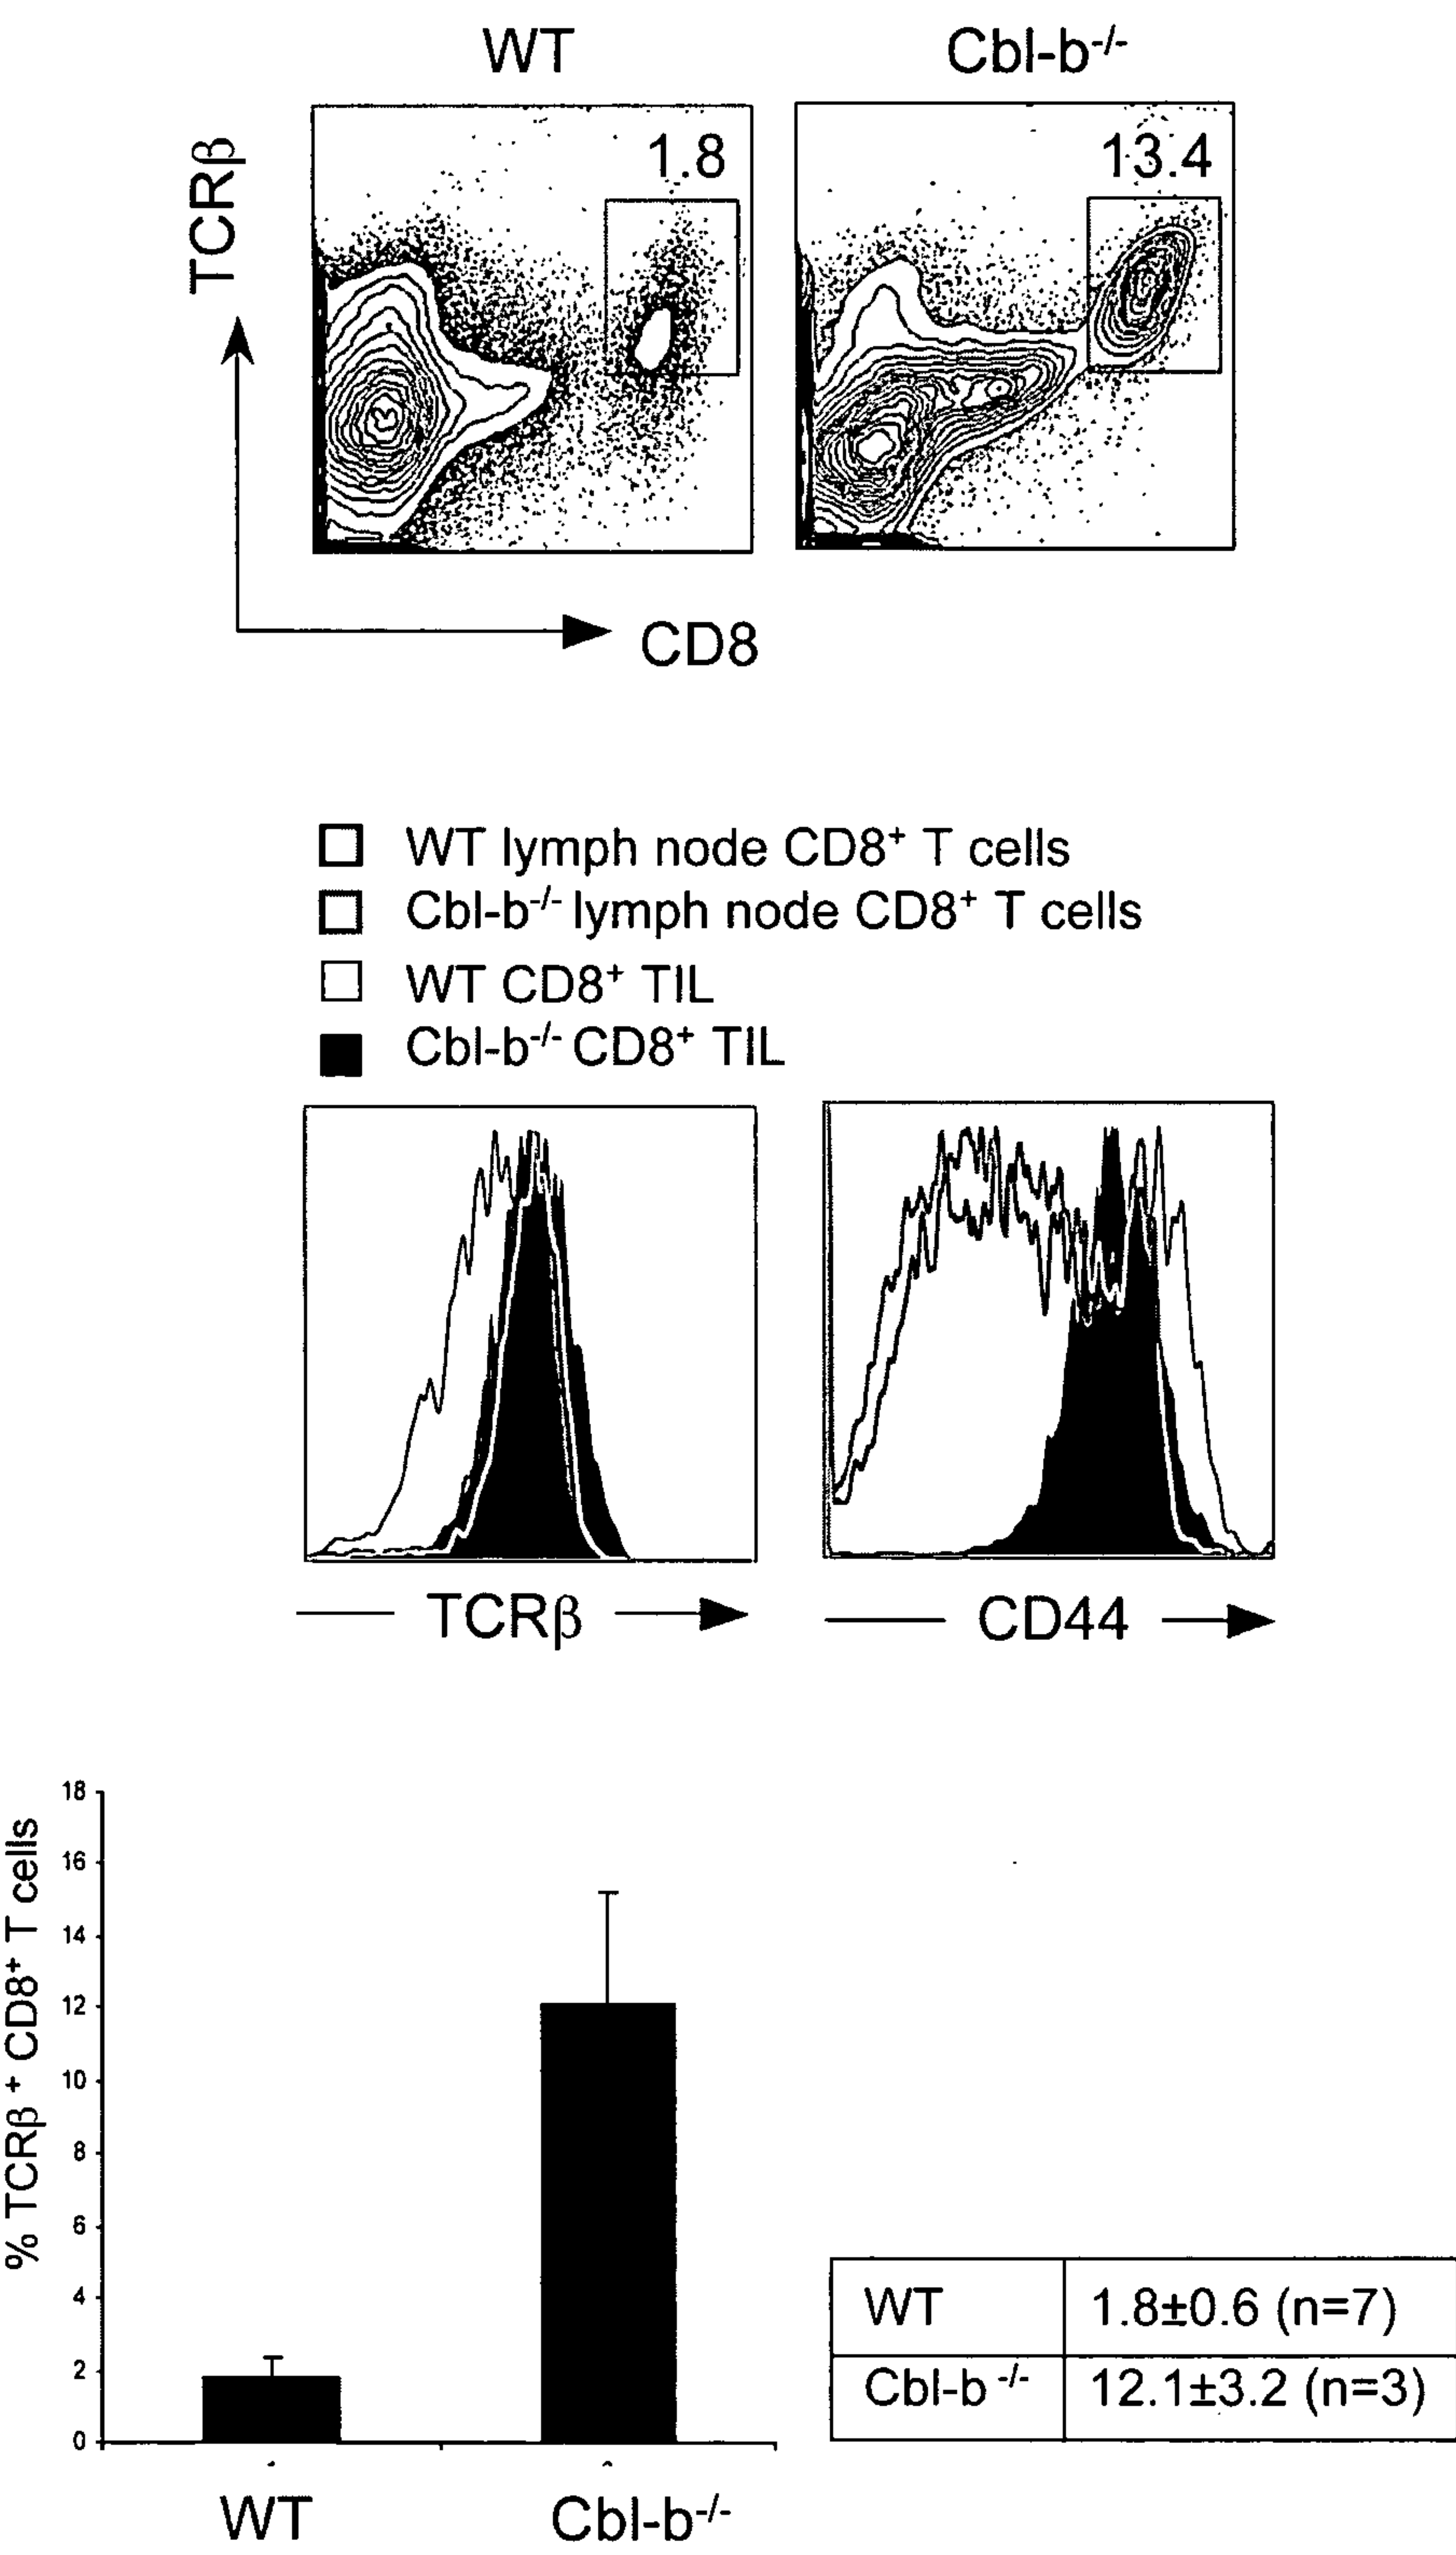 WT
Cbl-b-/-
TCRβ
1.8
13.4
CD8
WT lymph node CD8+ T cells
Cbl-b-/- lymph node CD8+ T cells
WT CD8+ TIL
Cbl-b-/- CD8+ TIL
TCRβ
CD44
% TCRβ + CD8+ T cells
18
16
14
12
10
8
6
4
2
0
WT
Cbl-b-/-
WT 1.8±0.6 (n=7)
Cbl-b -/- 12.1±3.2 (n=3)